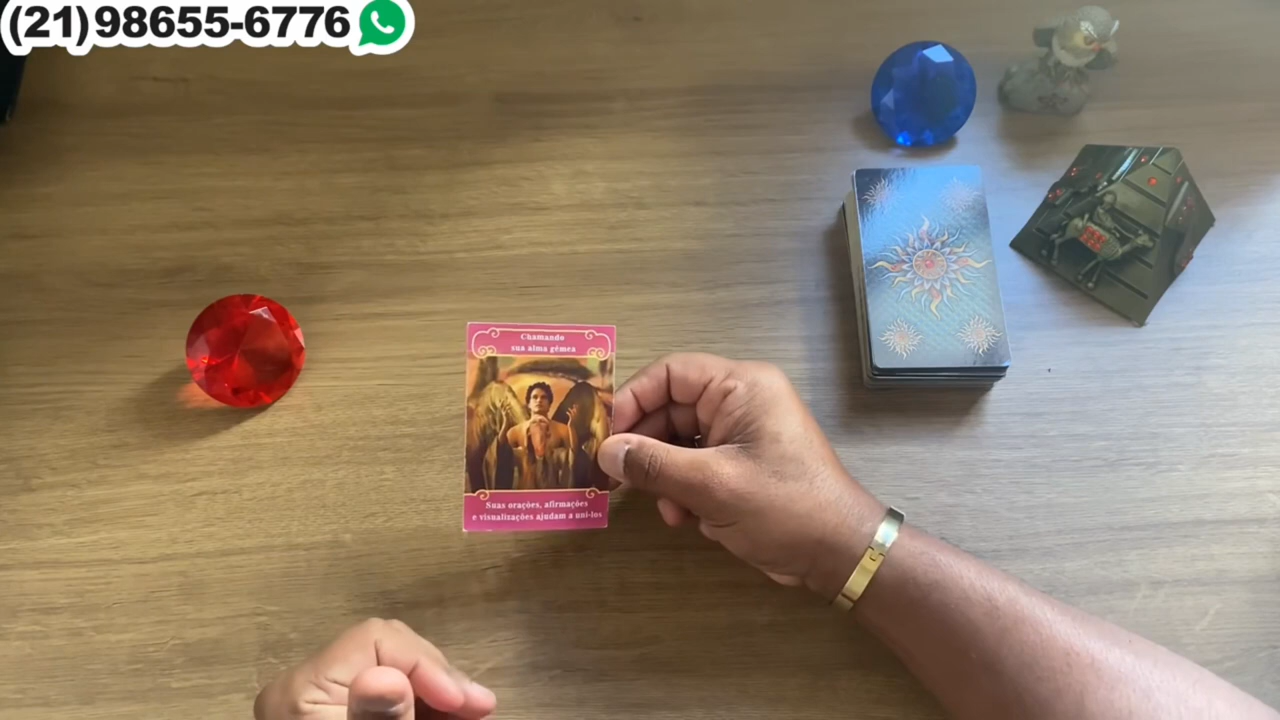 (21)98655-6776
Chamando
sua alma gêmea
Suas orações, afirmações
e visualizações ajudam a uni-los